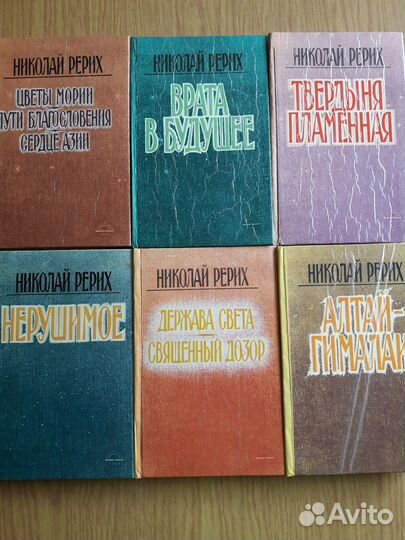 НИКОЛАЙ РЕРИХ
ЦВЕТЫ МОРИИ
ПУТИ БЛАГОСЛОВЕНИЯ
СЕРДЦЕ АЗИИ
НИКОЛАЙ РЕРИХ
ВРАТА
В БУДУЩЕЕ
НИКОЛАЙ РЕРИХ
ТВЕРДЫНЯ
ПЛАМЕННАЯ
НИКОЛАЙ РЕРИХ
НЕРУШИМОЕ
НИКОЛАЙ РЕРИХ
ДЕРЖАВА СВЕТА
СВЯЩЕННЫЙ ДОЗОР
НИКОЛАЙ РЕРИХ
АЛТАЙ-
ГИМАЛАИ
Avito